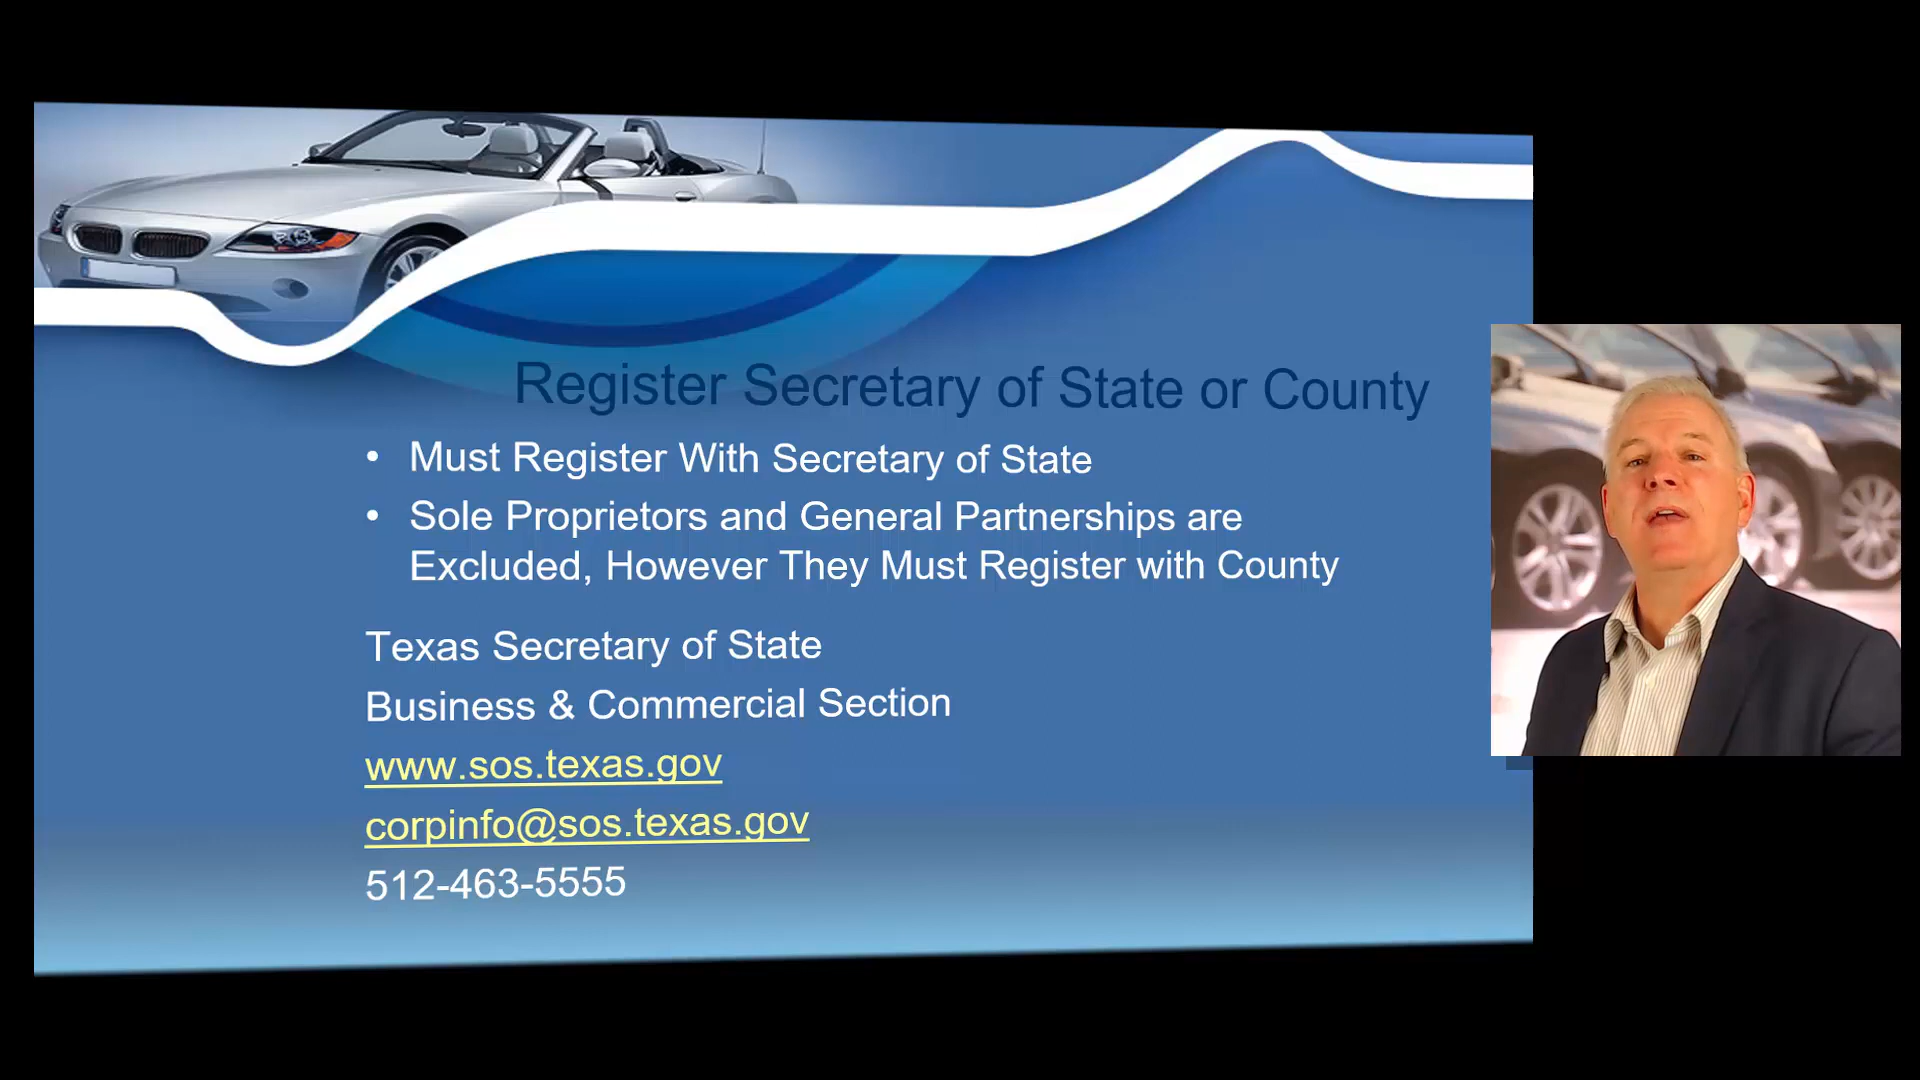 Register Secretary of State or County
• Must Register With Secretary of State
• Sole Proprietors and General Partnerships are
Excluded, However They Must Register with County
Texas Secretary of State
Business & Commercial Section
www.sos.texas.gov
corpinfo@sos.texas.gov
512-463-5555